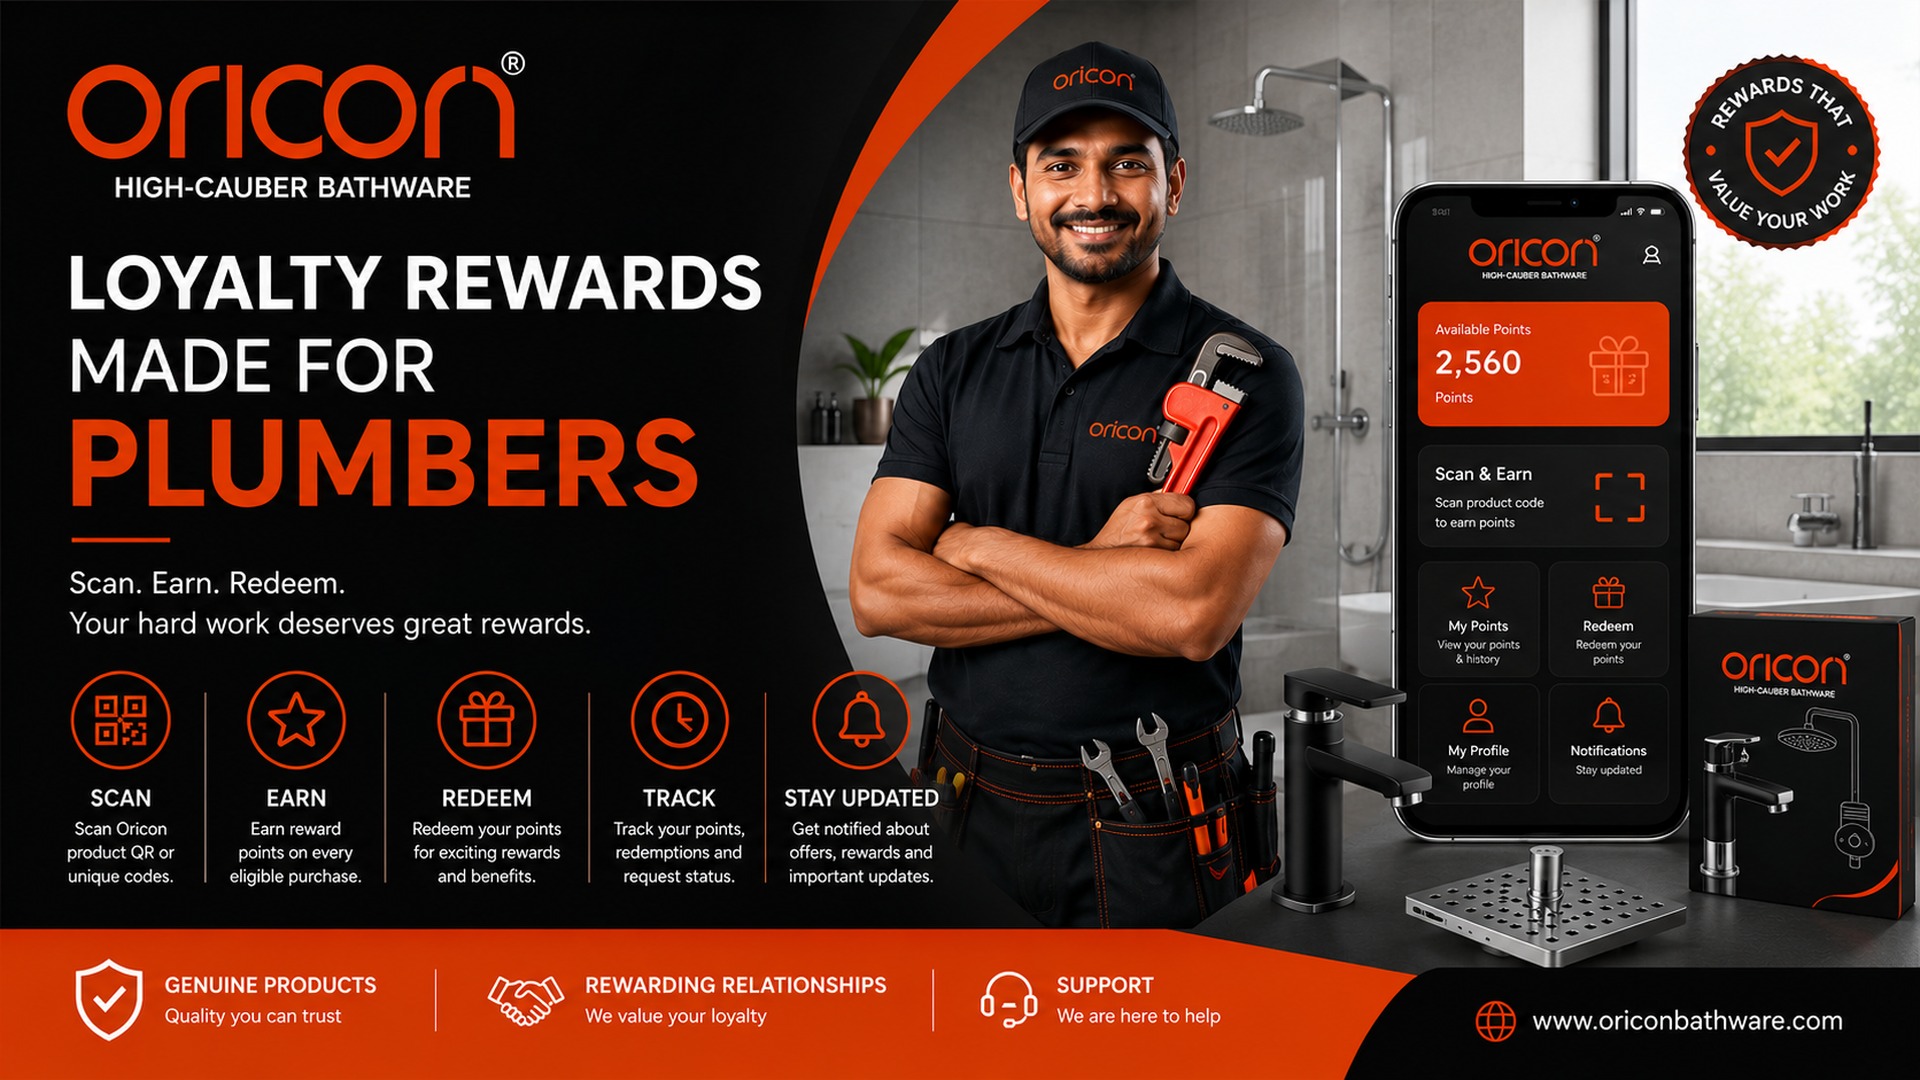 oricon®
HIGH-CAUBER BATHWARE
LOYALTY REWARDS
MADE FOR
PLUMBERS
Scan. Earn. Redeem.
Your hard work deserves great rewards.
SCAN
Scan Oricon
product QR or
unique codes.
EARN
Earn reward
points on every
eligible purchase.
REDEEM
Redeem your points
for exciting rewards
and benefits.
TRACK
Track your points,
redemptions and
request status.
STAY UPDATED
Get notified about
offers, rewards and
important updates.
oricon
oricon
REWARDS THAT
VALUE YOUR WORK
oricon®
HIGH-CAUBER BATHWARE
Available Points
2,560
Points
Scan & Earn
Scan product code
to earn points
My Points
View your points
& history
Redeem
Redeem your
points
My Profile
Manage your
profile
Notifications
Stay updated
oricon®
HIGH-CAUBER BATHWARE
GENUINE PRODUCTS
Quality you can trust
REWARDING RELATIONSHIPS
We value your loyalty
SUPPORT
We are here to help
www.oriconbathware.com